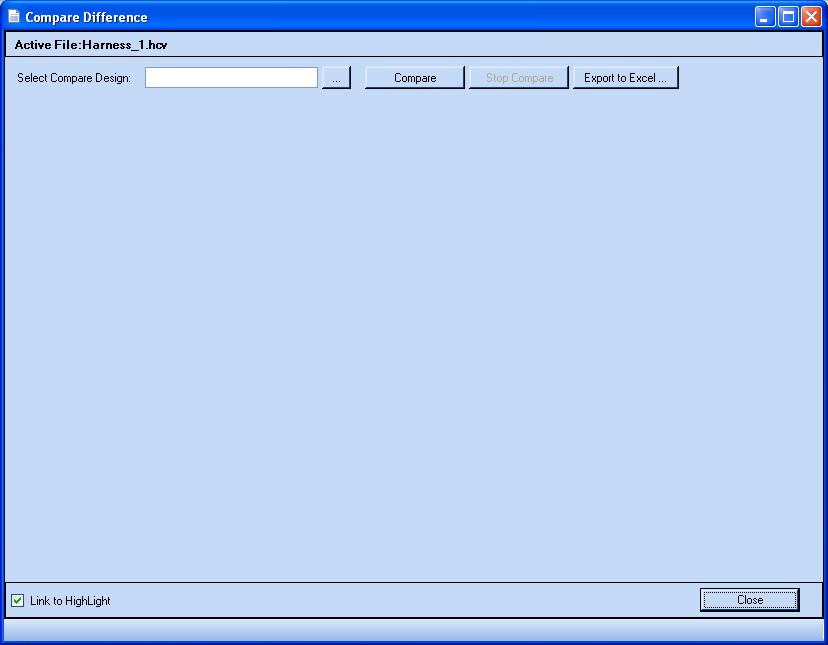 Compare Difference
Active File:Harness_1.hcv
Select Compare Design: ... Compare Stop Compare Export to Excel ...
Link to HighLight Close